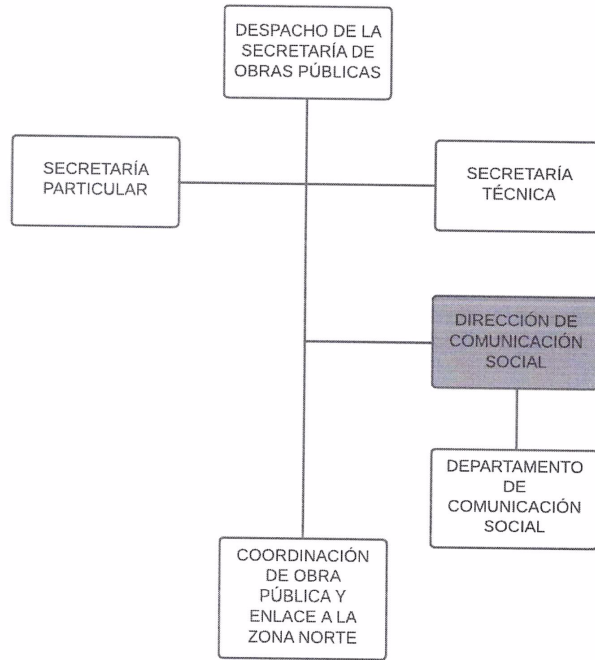 DESPACHO DE LA
SECRETARÍA DE
OBRAS PÚBLICAS
SECRETARÍA
PARTICULAR
SECRETARÍA
TÉCNICA
DIRECCIÓN DE
COMUNICACIÓN
SOCIAL
DEPARTAMENTO
DE
COMUNICACIÓN
SOCIAL
COORDINACIÓN
DE OBRA
PÚBLICA Y
ENLACE A LA
ZONA NORTE